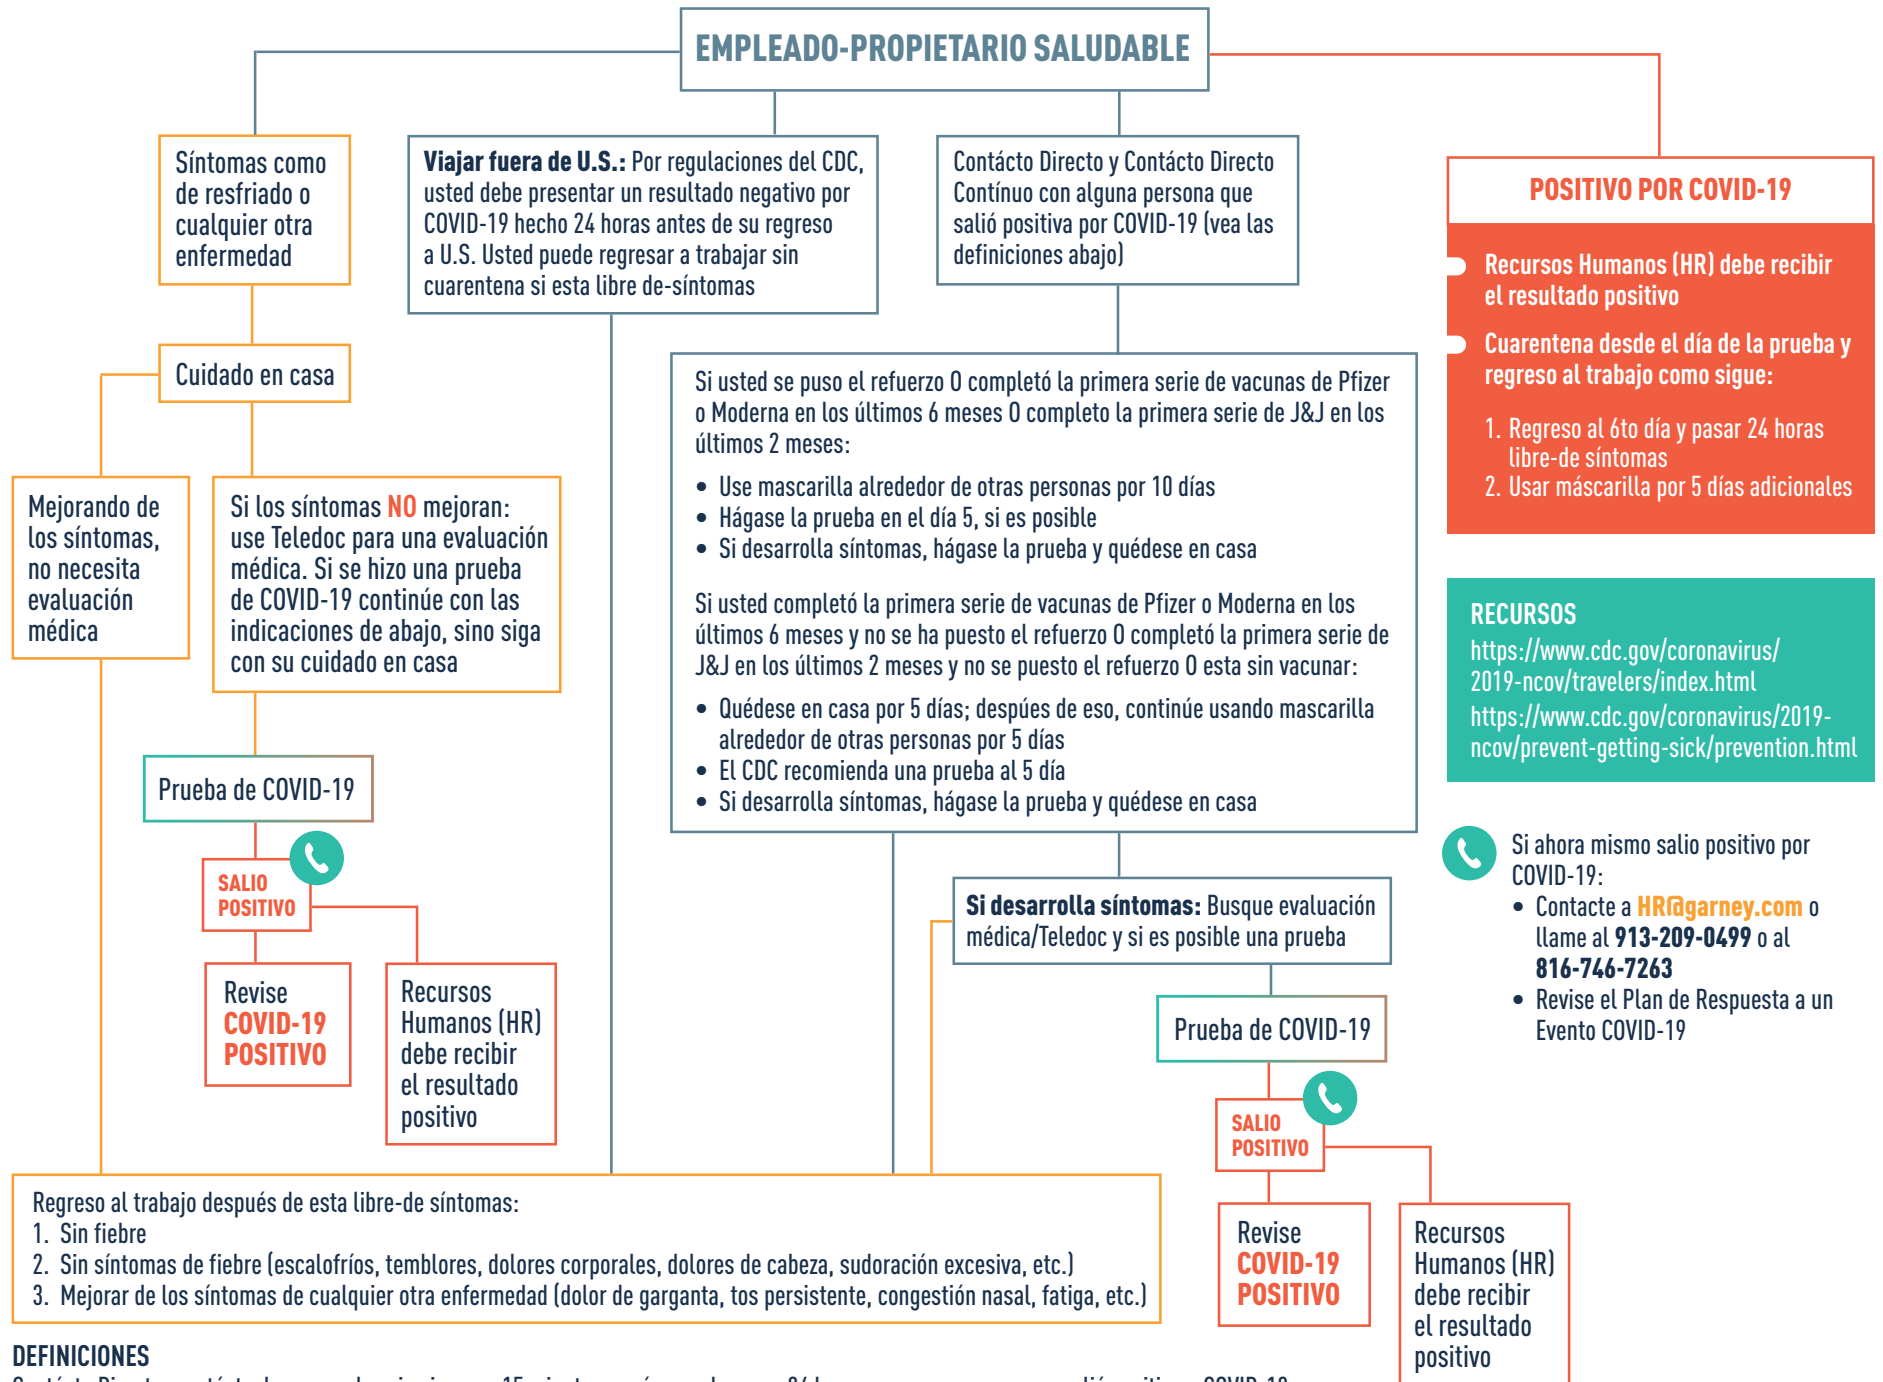 EMPLEADO-PROPIETARIO SALUDABLE
Síntomas como
de resfriado o
cualquier otra
enfermedad
Viajar fuera de U.S.: Por regulaciones del CDC,
usted debe presentar un resultado negativo por
COVID-19 hecho 24 horas antes de su regreso
a U.S. Usted puede regresar a trabajar sin
cuarentena si esta libre de-síntomas
Contácto Directo y Contácto Directo
Contínuo con alguna persona que
salió positiva por COVID-19 (vea las
definiciones abajo)
POSITIVO POR COVID-19
Recursos Humanos (HR) debe recibir
el resultado positivo
Cuarentena desde el día de la prueba y
regreso al trabajo como sigue:
1. Regreso al 6to día y pasar 24 horas
libre-de síntomas
2. Usar máscarilla por 5 días adicionales
Cuidado en casa
Mejorando de
los síntomas,
no necesita
evaluación
médica
Si los síntomas NO mejoran:
use Teledoc para una evaluación
médica. Si se hizo una prueba
de COVID-19 continúe con las
indicaciones de abajo, sino siga
con su cuidado en casa
Si usted se puso el refuerzo O completó la primera serie de vacunas de Pfizer
o Moderna en los últimos 6 meses O completo la primera serie de J&J en los
últimos 2 meses:
• Use mascarilla alrededor de otras personas por 10 días
• Hágase la prueba en el día 5, si es posible
• Si desarrolla síntomas, hágase la prueba y quédese en casa
Si usted completó la primera serie de vacunas de Pfizer o Moderna en los
últimos 6 meses y no se ha puesto el refuerzo O completó la primera serie de
J&J en los últimos 2 meses y no se puesto el refuerzo O esta sin vacunar:
• Quédese en casa por 5 días; despúes de eso, continúe usando mascarilla
alrededor de otras personas por 5 días
• El CDC recomienda una prueba al 5 día
• Si desarrolla síntomas, hágase la prueba y quédese en casa
RECURSOS
https://www.cdc.gov/coronavirus/
2019-ncov/travelers/index.html
https://www.cdc.gov/coronavirus/2019-
ncov/prevent-getting-sick/prevention.html
Prueba de COVID-19
SALIO
POSITIVO
Revise
COVID-19
POSITIVO
Recursos
Humanos (HR)
debe recibir
el resultado
positivo
Si desarrolla síntomas: Busque evaluación
médica/Teledoc y si es posible una prueba
Prueba de COVID-19
SALIO
POSITIVO
Revise
COVID-19
POSITIVO
Recursos
Humanos (HR)
debe recibir
el resultado
positivo
Si ahora mismo salio positivo por
COVID-19:
• Contacte a HR@garney.com o
llame al 913-209-0499 o al
816-746-7263
• Revise el Plan de Respuesta a un
Evento COVID-19
Regreso al trabajo después de esta libre-de síntomas:
1. Sin fiebre
2. Sin síntomas de fiebre (escalofríos, temblores, dolores corporales, dolores de cabeza, sudoración excesiva, etc.)
3. Mejorar de los síntomas de cualquier otra enfermedad (dolor de garganta, tos persistente, congestión nasal, fatiga, etc.)
DEFINICIONES